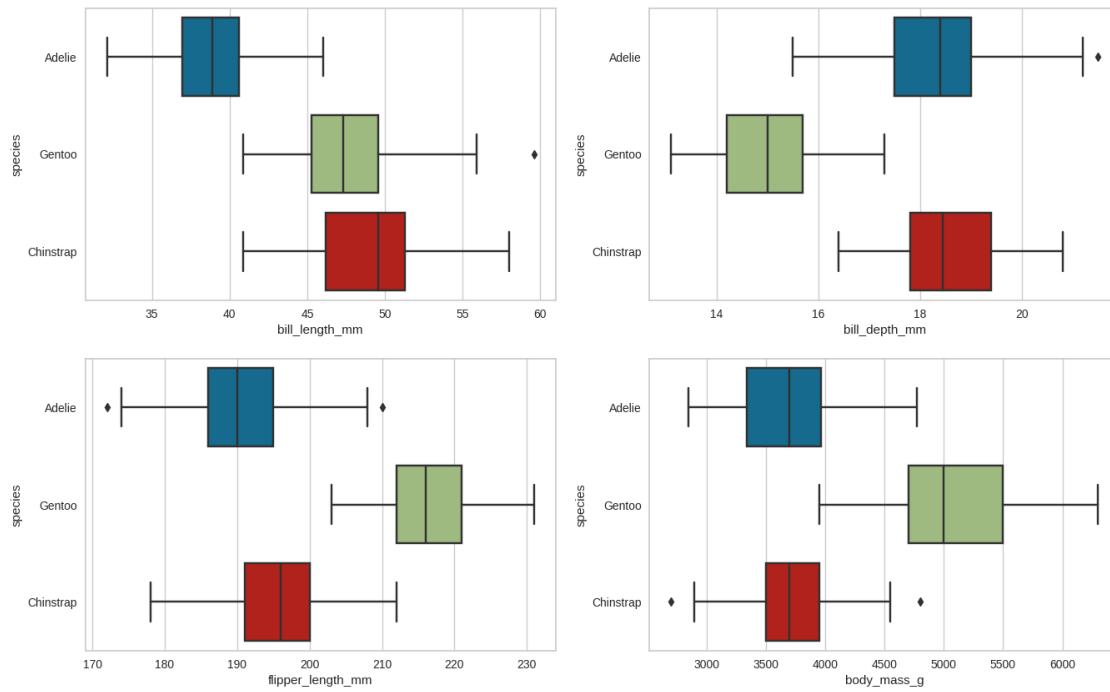 species
Adelie
Gentoo
Chinstrap
35 40 45 50 55 60
bill_length_mm
species
Adelie
Gentoo
Chinstrap
14 16 18 20
bill_depth_mm
species
Adelie
Gentoo
Chinstrap
170 180 190 200 210 220 230
flipper_length_mm
species
Adelie
Gentoo
Chinstrap
3000 3500 4000 4500 5000 5500 6000
body_mass_g